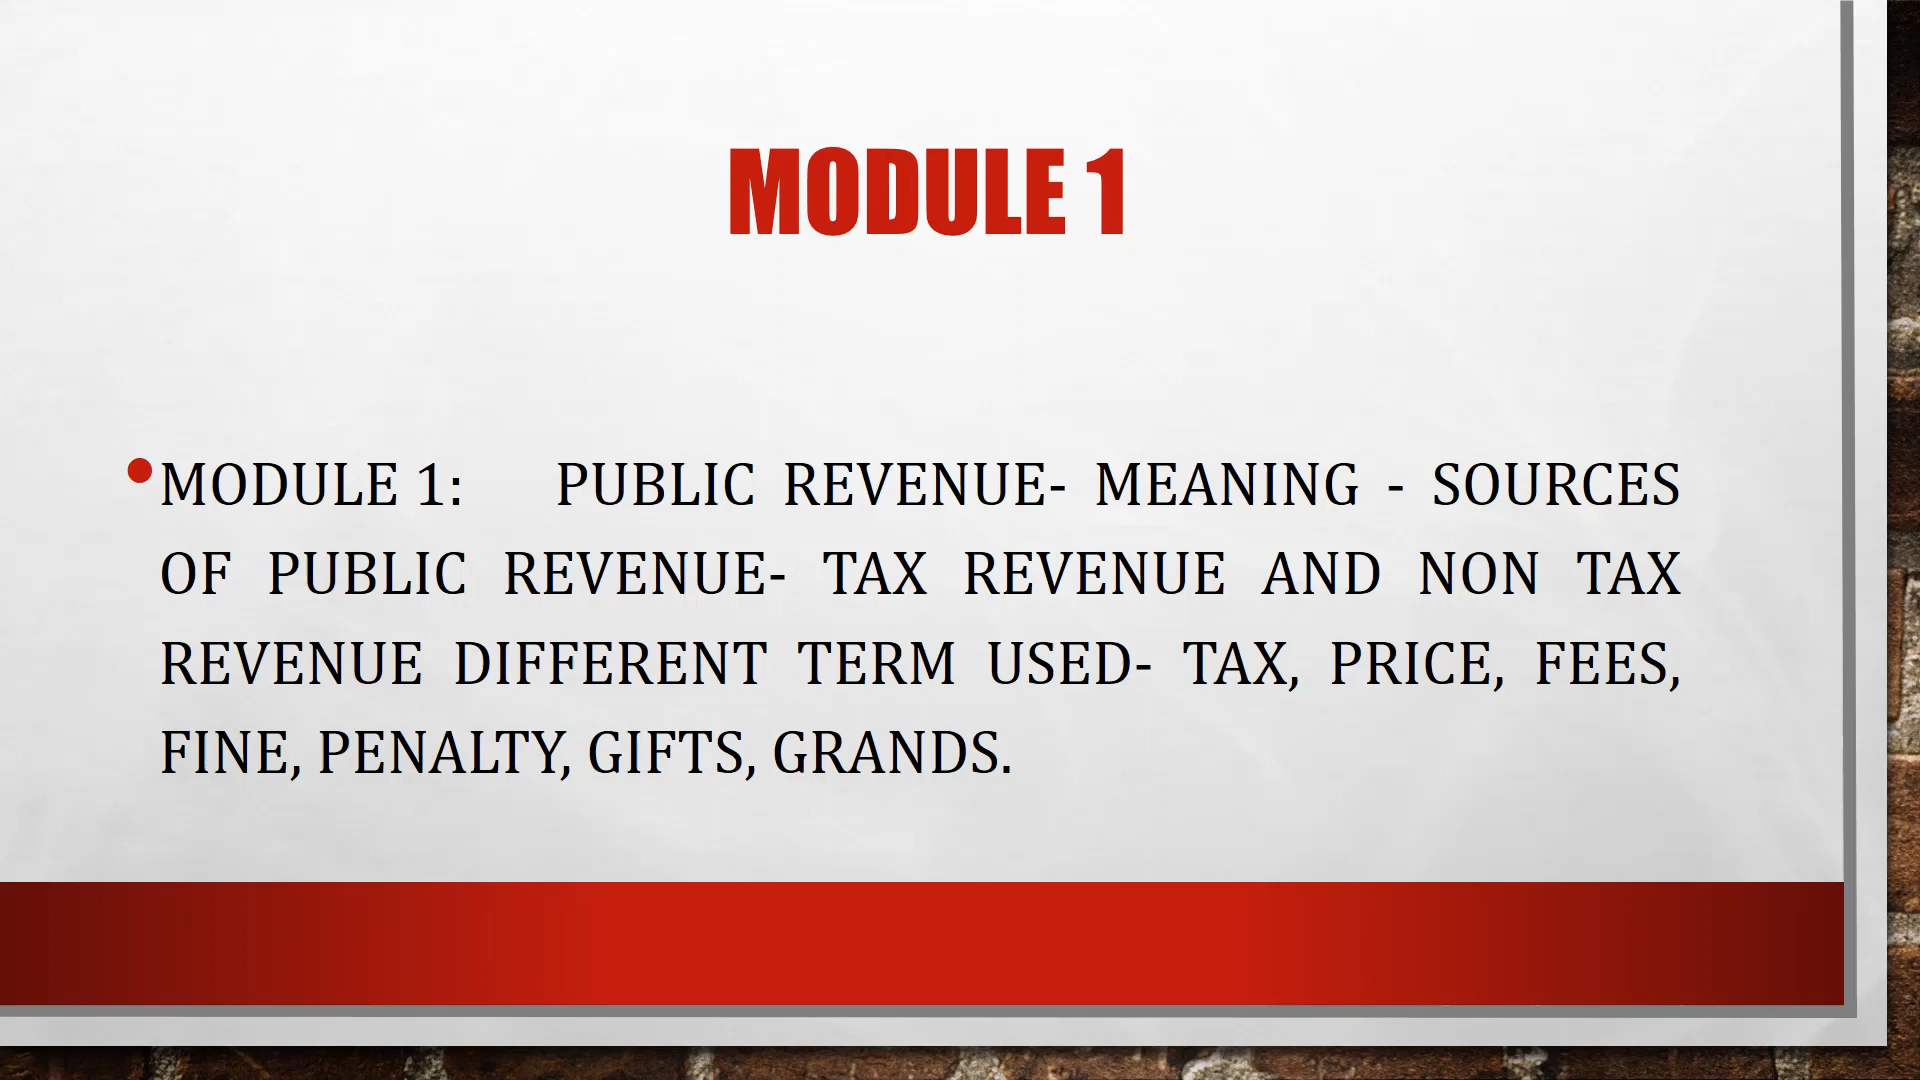 MODULE 1
• MODULE 1: PUBLIC REVENUE- MEANING - SOURCES
OF PUBLIC REVENUE- TAX REVENUE AND NON TAX
REVENUE DIFFERENT TERM USED- TAX, PRICE, FEES,
FINE, PENALTY, GIFTS, GRANDS.